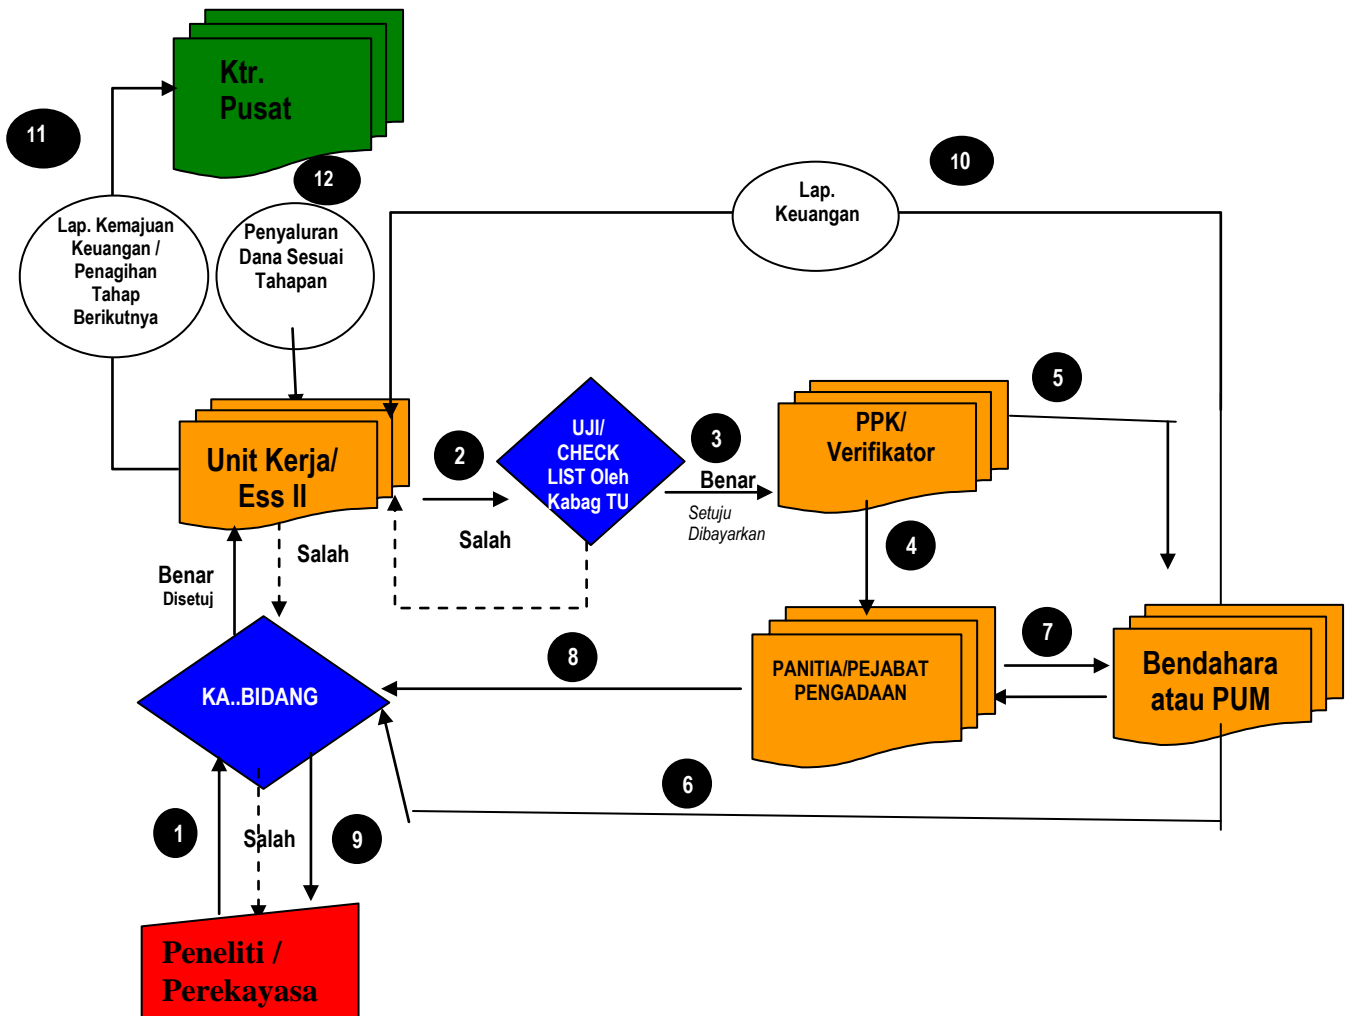 Ktr.
Pusat
11
12
10
Lap.
Keuangan
Lap. Kemajuan
Keuangan /
Penagihan
Tahap
Berikutnya
Penyaluran
Dana Sesuai
Tahapan
5
Unit Kerja/
Ess II
2
UJI/
CHECK
LIST Oleh
Kabag TU
3
Benar
Setuju
Dibayarkan
PPK/
Verifikator
Salah
Salah
4
Benar
Disetuj
8
7
PANITIA/PEJABAT
PENGADAAN
Bendahara
atau PUM
KA..BIDANG
6
1
Salah
9
Peneliti /
Perekayasa